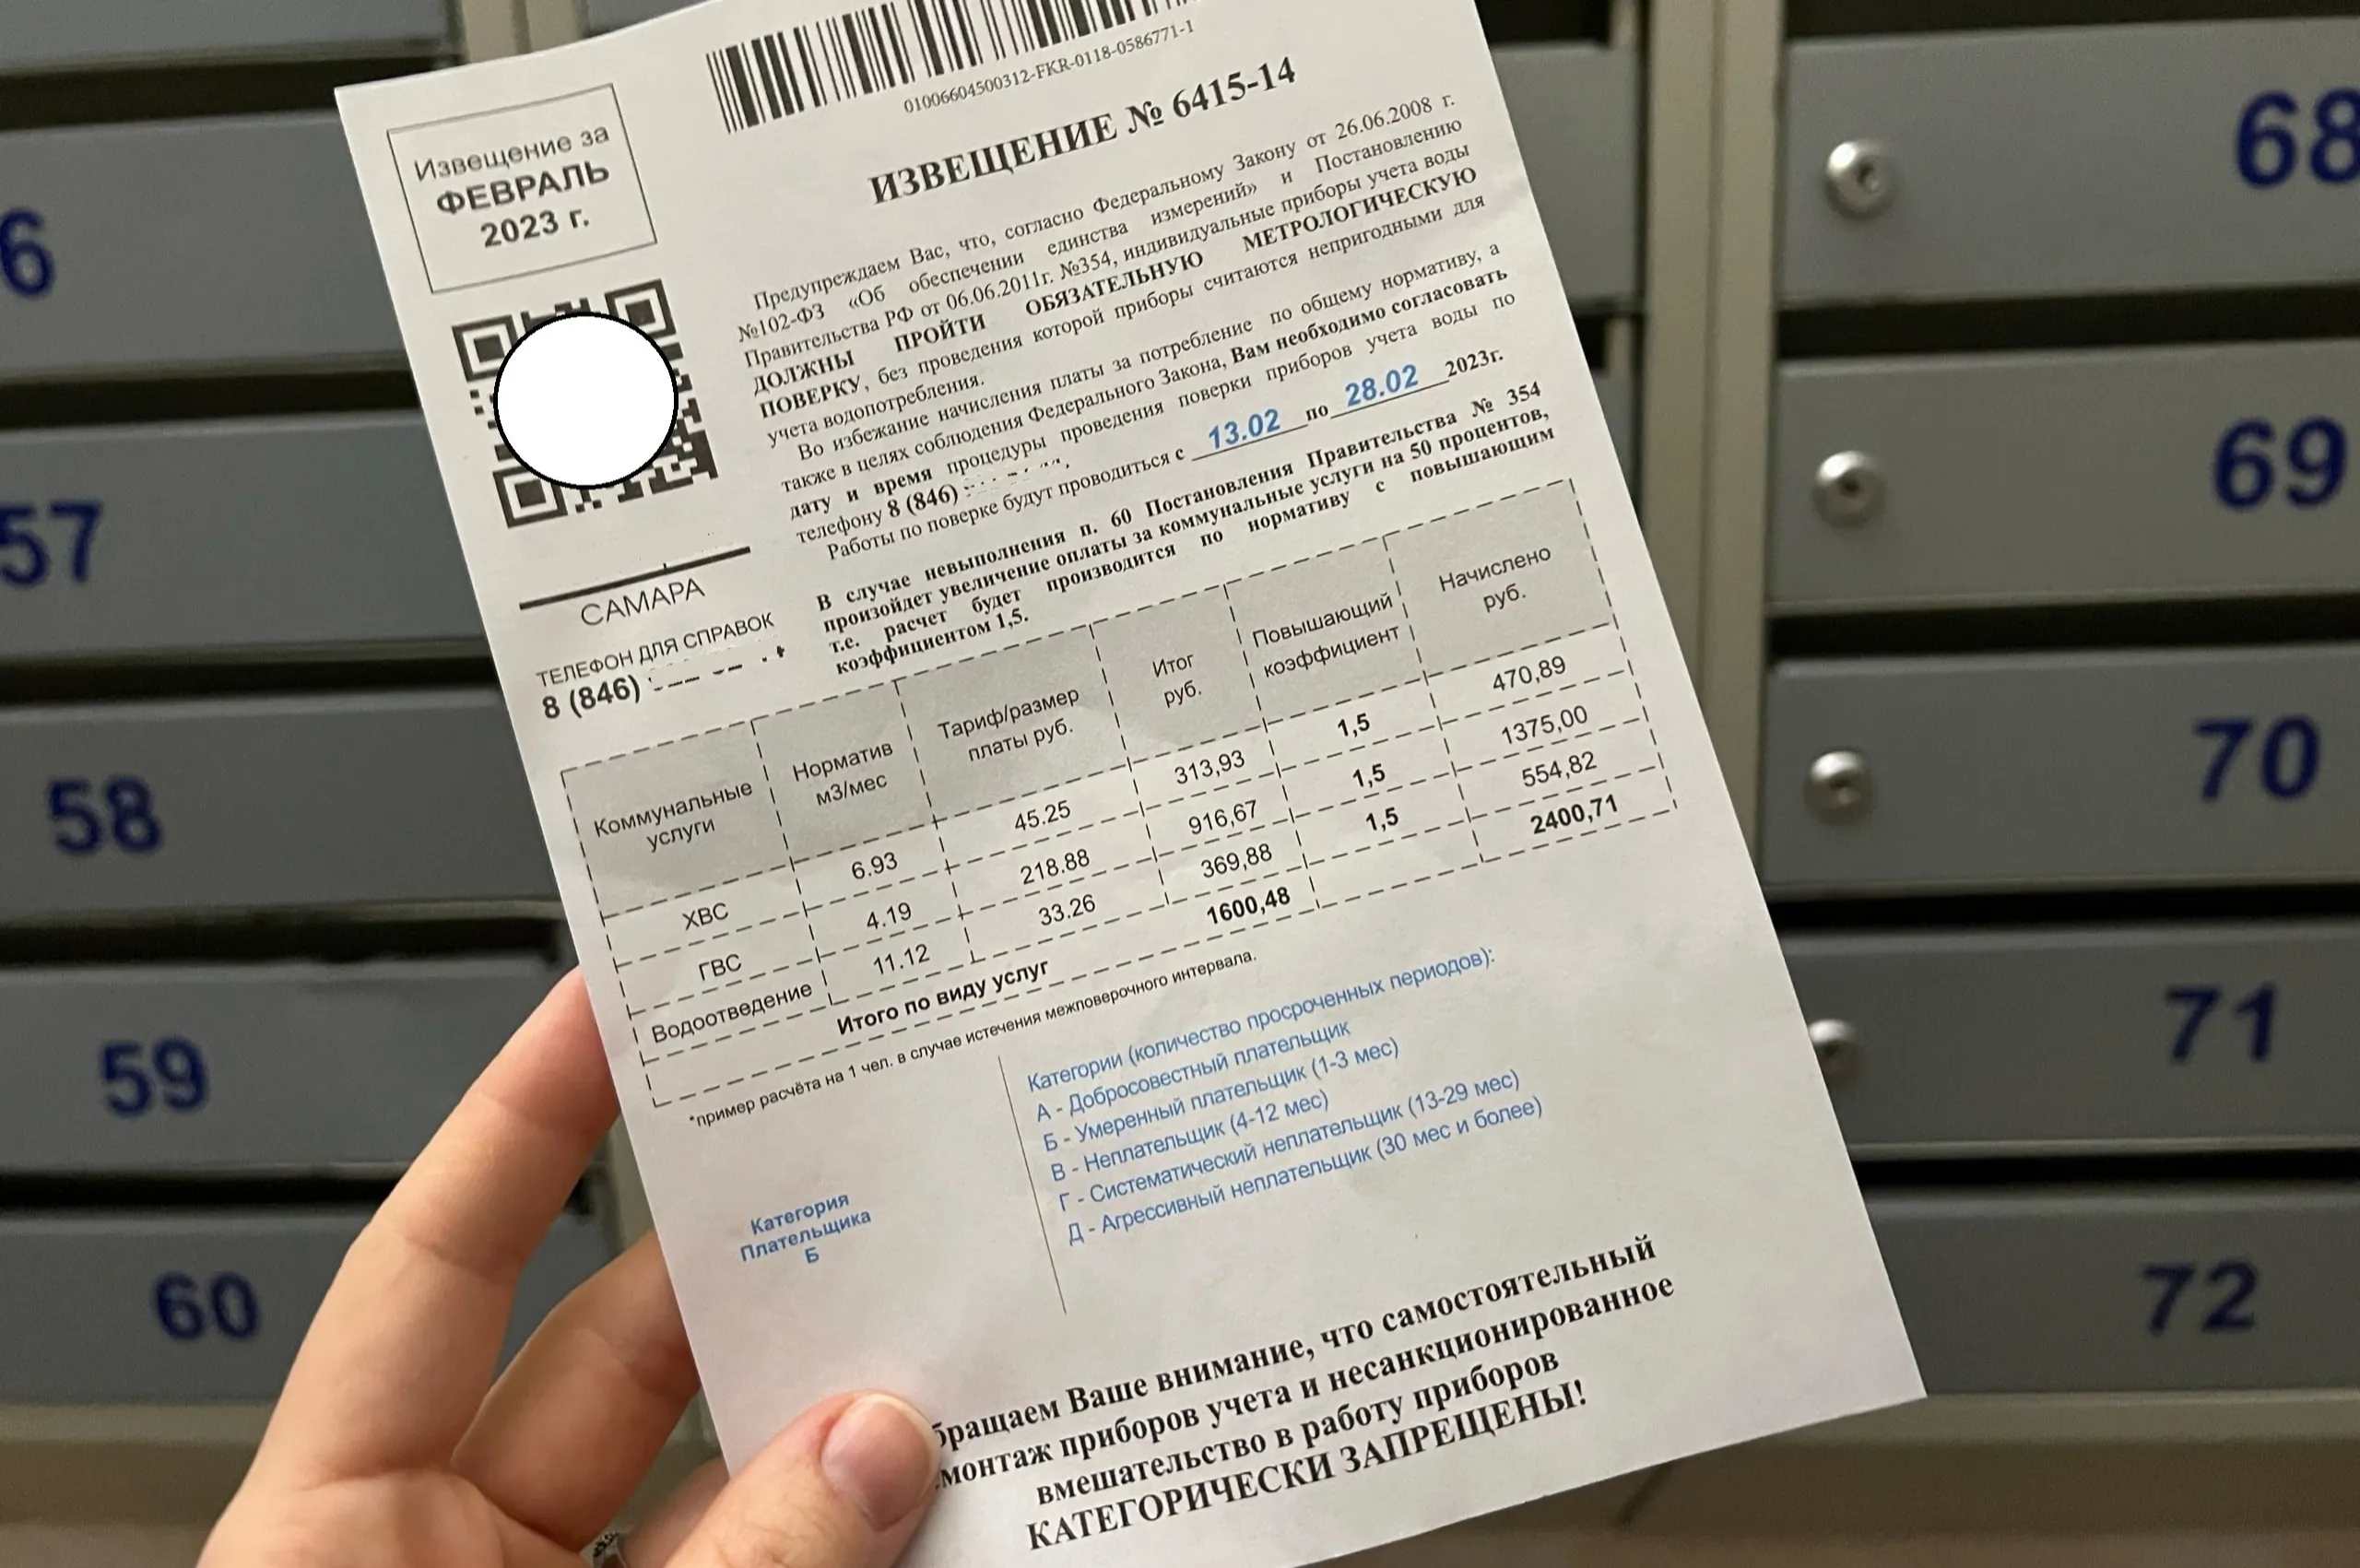 01006604500312-FKR-0118-0586771-1
Извещение за
ФЕВРАЛЬ
2023 г.
САМАРА
ТЕЛЕФОН ДЛЯ СПРАВОК
8 (846)
ИЗВЕЩЕНИЕ № 6415-14
Предупреждаем Вас, что, согласно Федеральному Закону от 26.06.2008 г.
№102-ФЗ «Об обеспечении единства измерений» и Постановлению
Правительства РФ от 06.06.2011г. №354, индивидуальные приборы учета воды
ДОЛЖНЫ ПРОЙТИ ОБЯЗАТЕЛЬНУЮ МЕТРОЛОГИЧЕСКУЮ
ПОВЕРКУ, без проведения которой приборы считаются непригодными для
учета водопотребления.
Во избежание начисления платы за потребление по общему нормативу, а
также в целях соблюдения Федерального Закона, Вам необходимо согласовать
дату и время процедуры проведения поверки приборов учета воды по
телефону 8 (846)
Работы по поверке будут проводиться с 13.02 по 28.02 2023г.
В случае невыполнения п. 60 Постановления Правительства № 354
произойдет увеличение оплаты за коммунальные услуги на 50 процентов,
т.е. расчет будет производится по нормативу с повышающим
коэффициентом 1,5.
Коммунальные услуги Норматив м3/мес Тариф/размер платы руб. Итог руб. Повышающий коэффициент Начислено руб.
ХВС 6.93 45.25 313,93 1,5 470,89
ГВС 4.19 218.88 916,67 1,5 1375,00
Водоотведение 11.12 33.26 369,88 1,5 554,82
Итого по виду услуг 1600,48 2400,71
*пример расчёта на 1 чел. в случае истечения межповерочного интервала.
Категория
Плательщика
Б
Категории (количество просроченных периодов):
А - Добросовестный плательщик
Б - Умеренный плательщик (1-3 мес)
В - Неплательщик (4-12 мес)
Г - Систематический неплательщик (13-29 мес)
Д - Агрессивный неплательщик (30 мес и более)
бращаем Ваше внимание, что самостоятельный
монтаж приборов учета и несанкционированное
вмешательство в работу приборов
КАТЕГОРИЧЕСКИ ЗАПРЕЩЕНЫ!
6
57
58
59
60
68
69
70
71
72